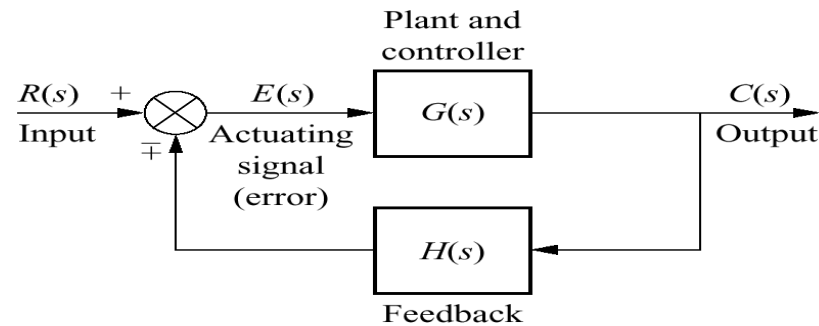 Plant and
controller
R(s) +
E(s)
G(s)
C(s)
Input
∓
Actuating
signal
(error)
Output
H(s)
Feedback